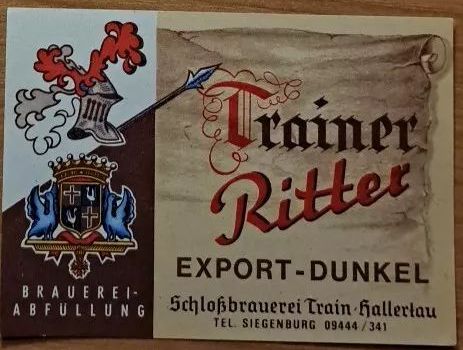 Trainer
Ritter
EXPORT-DUNKEL
Schloßbrauerei Train·Hallertau
TEL. SIEGENBURG 09444/341
BRAUEREI-
ABFÜLLUNG